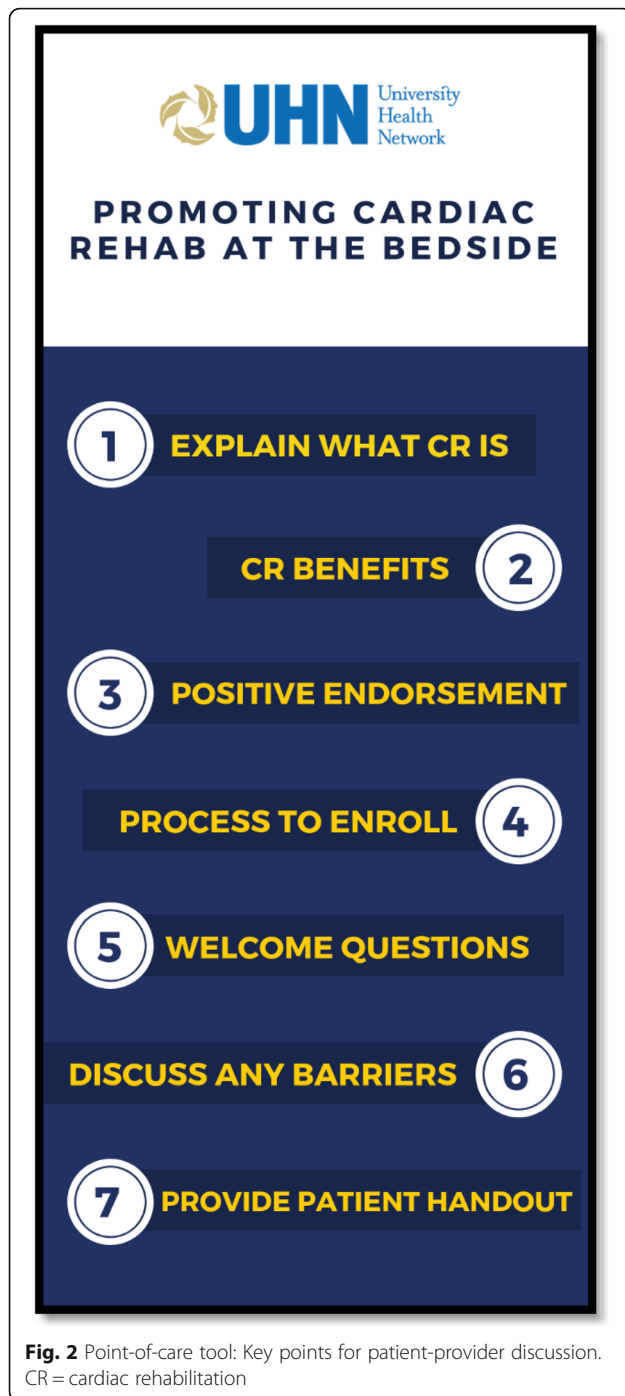 UHN University
Health
Network
PROMOTING CARDIAC
REHAB AT THE BEDSIDE
1 EXPLAIN WHAT CR IS
CR BENEFITS 2
3 POSITIVE ENDORSEMENT
PROCESS TO ENROLL 4
5 WELCOME QUESTIONS
DISCUSS ANY BARRIERS 6
7 PROVIDE PATIENT HANDOUT
Fig. 2 Point-of-care tool: Key points for patient-provider discussion.
CR = cardiac rehabilitation